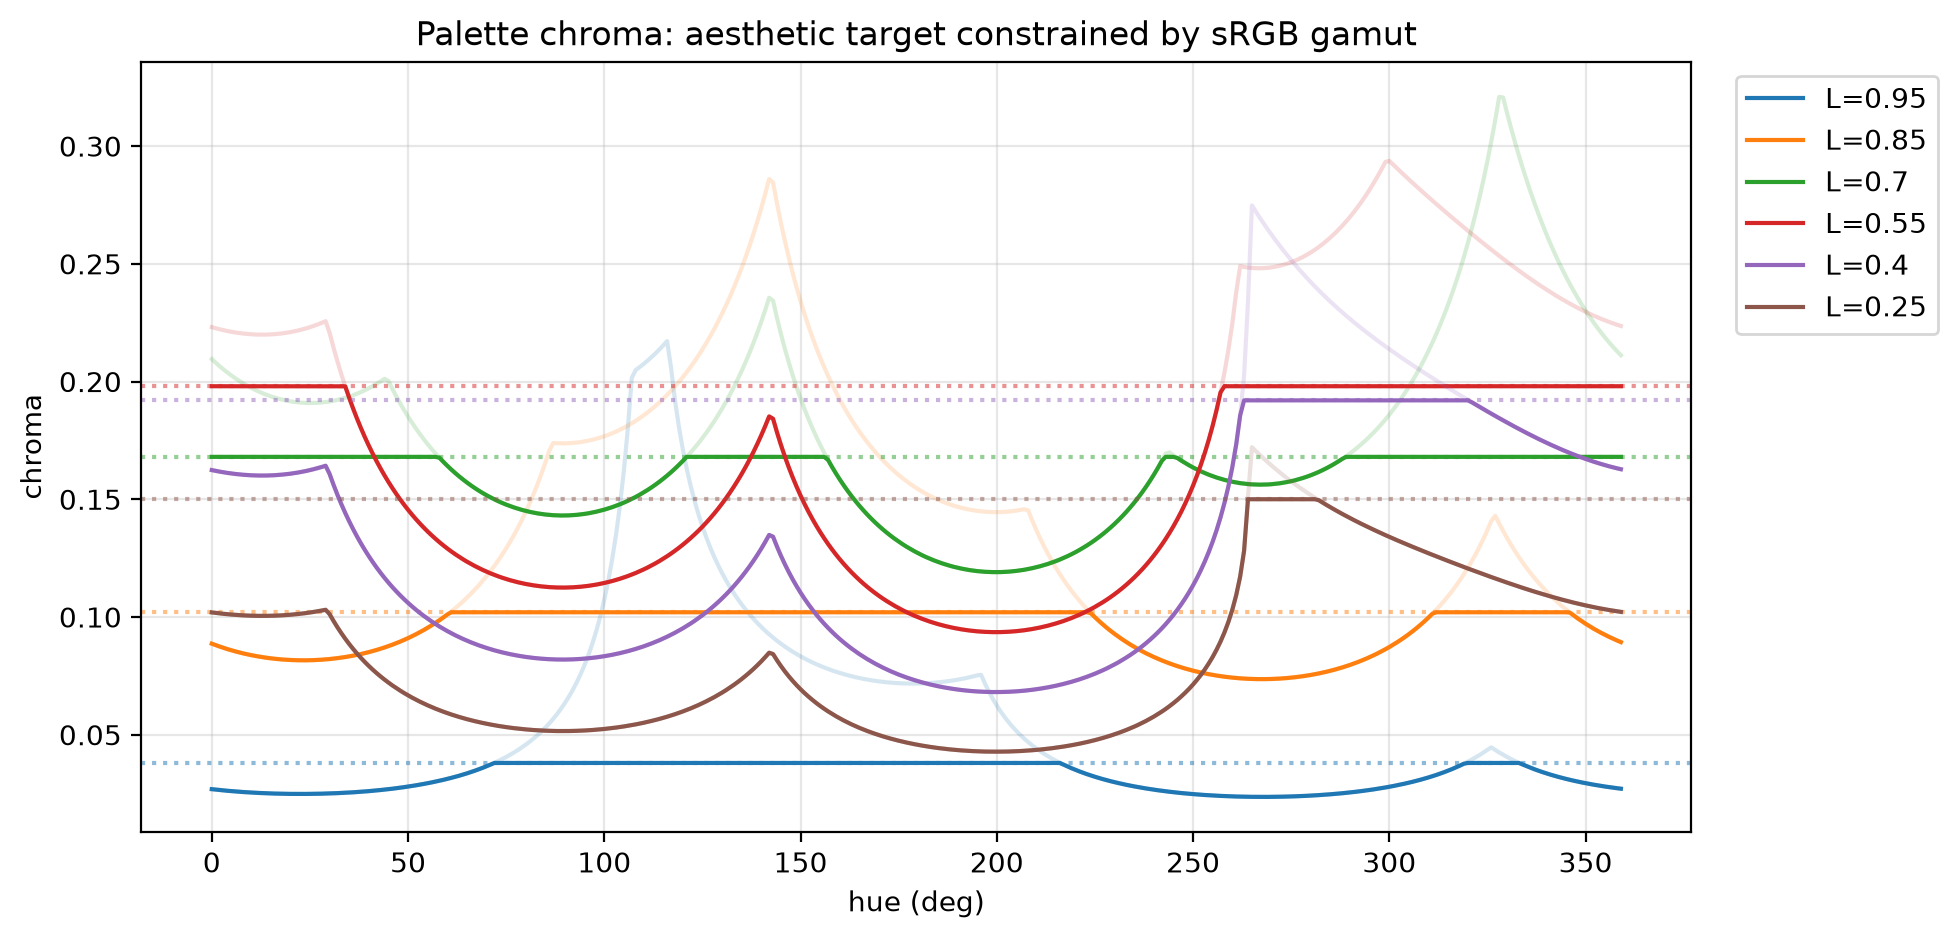 Palette chroma: aesthetic target constrained by sRGB gamut
chroma
0.30
0.25
0.20
0.15
0.10
0.05
0 50 100 150 200 250 300 350
hue (deg)
L=0.95
L=0.85
L=0.7
L=0.55
L=0.4
L=0.25